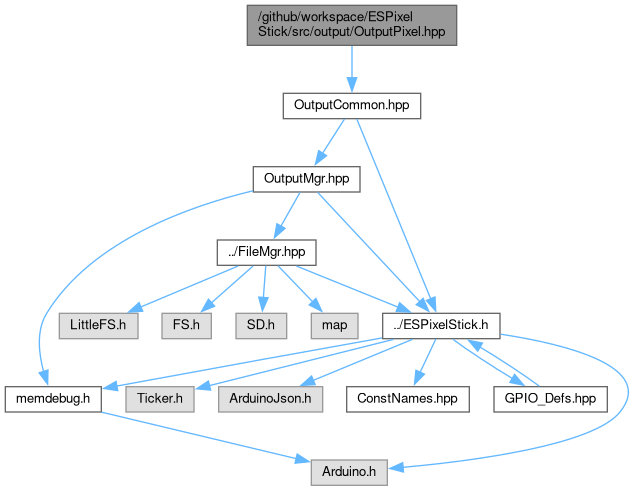 /github/workspace/ESPixel
Stick/src/output/OutputPixel.hpp
OutputCommon.hpp
OutputMgr.hpp
../FileMgr.hpp
LittleFS.h
FS.h
SD.h
map
../ESPixelStick.h
memdebug.h
Ticker.h
ArduinoJson.h
ConstNames.hpp
GPIO_Defs.hpp
Arduino.h